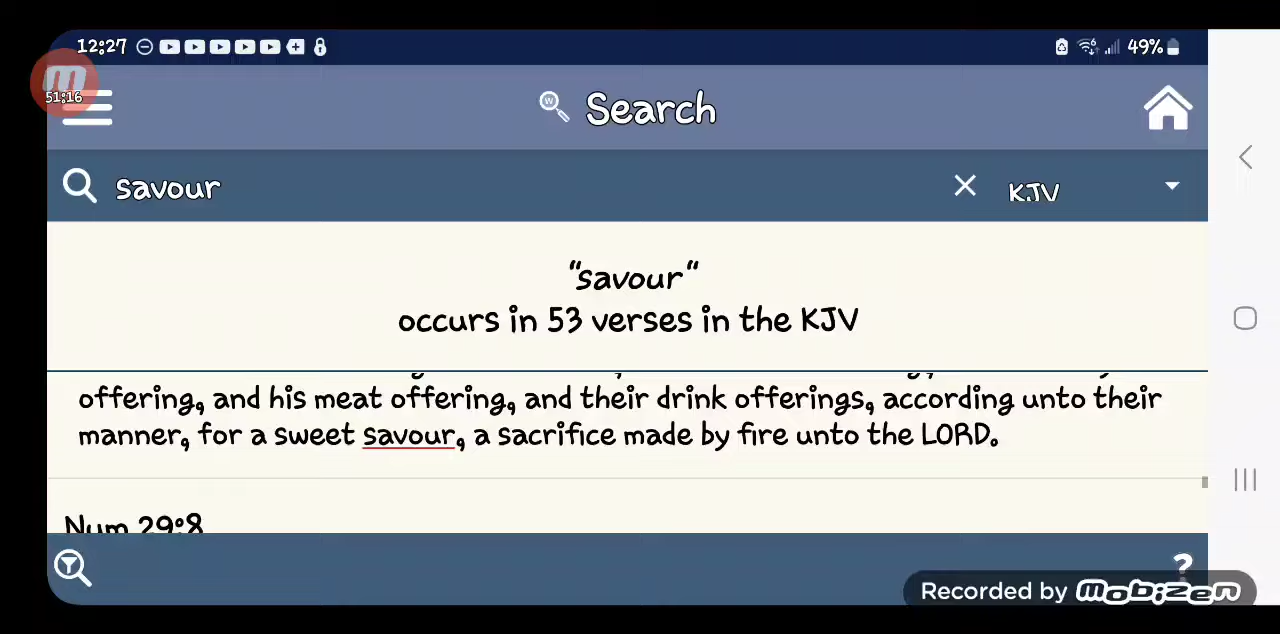 12:27
49%
51:16
Search
savour
KJV
"savour"
occurs in 53 verses in the KJV
offering, and his meat offering, and their drink offerings, according unto their
manner, for a sweet savour, a sacrifice made by fire unto the LORD.
Num 29:8
?
Recorded by Mobizen